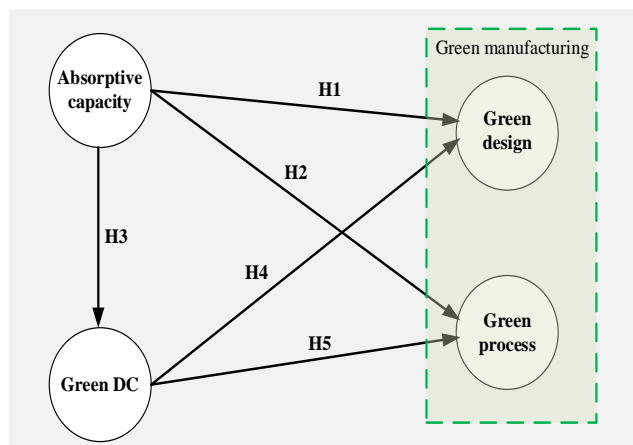 Green manufacturing
Absorptive
capacity
H1
Green
design
H2
H3
H4
Green
process
H5
Green DC